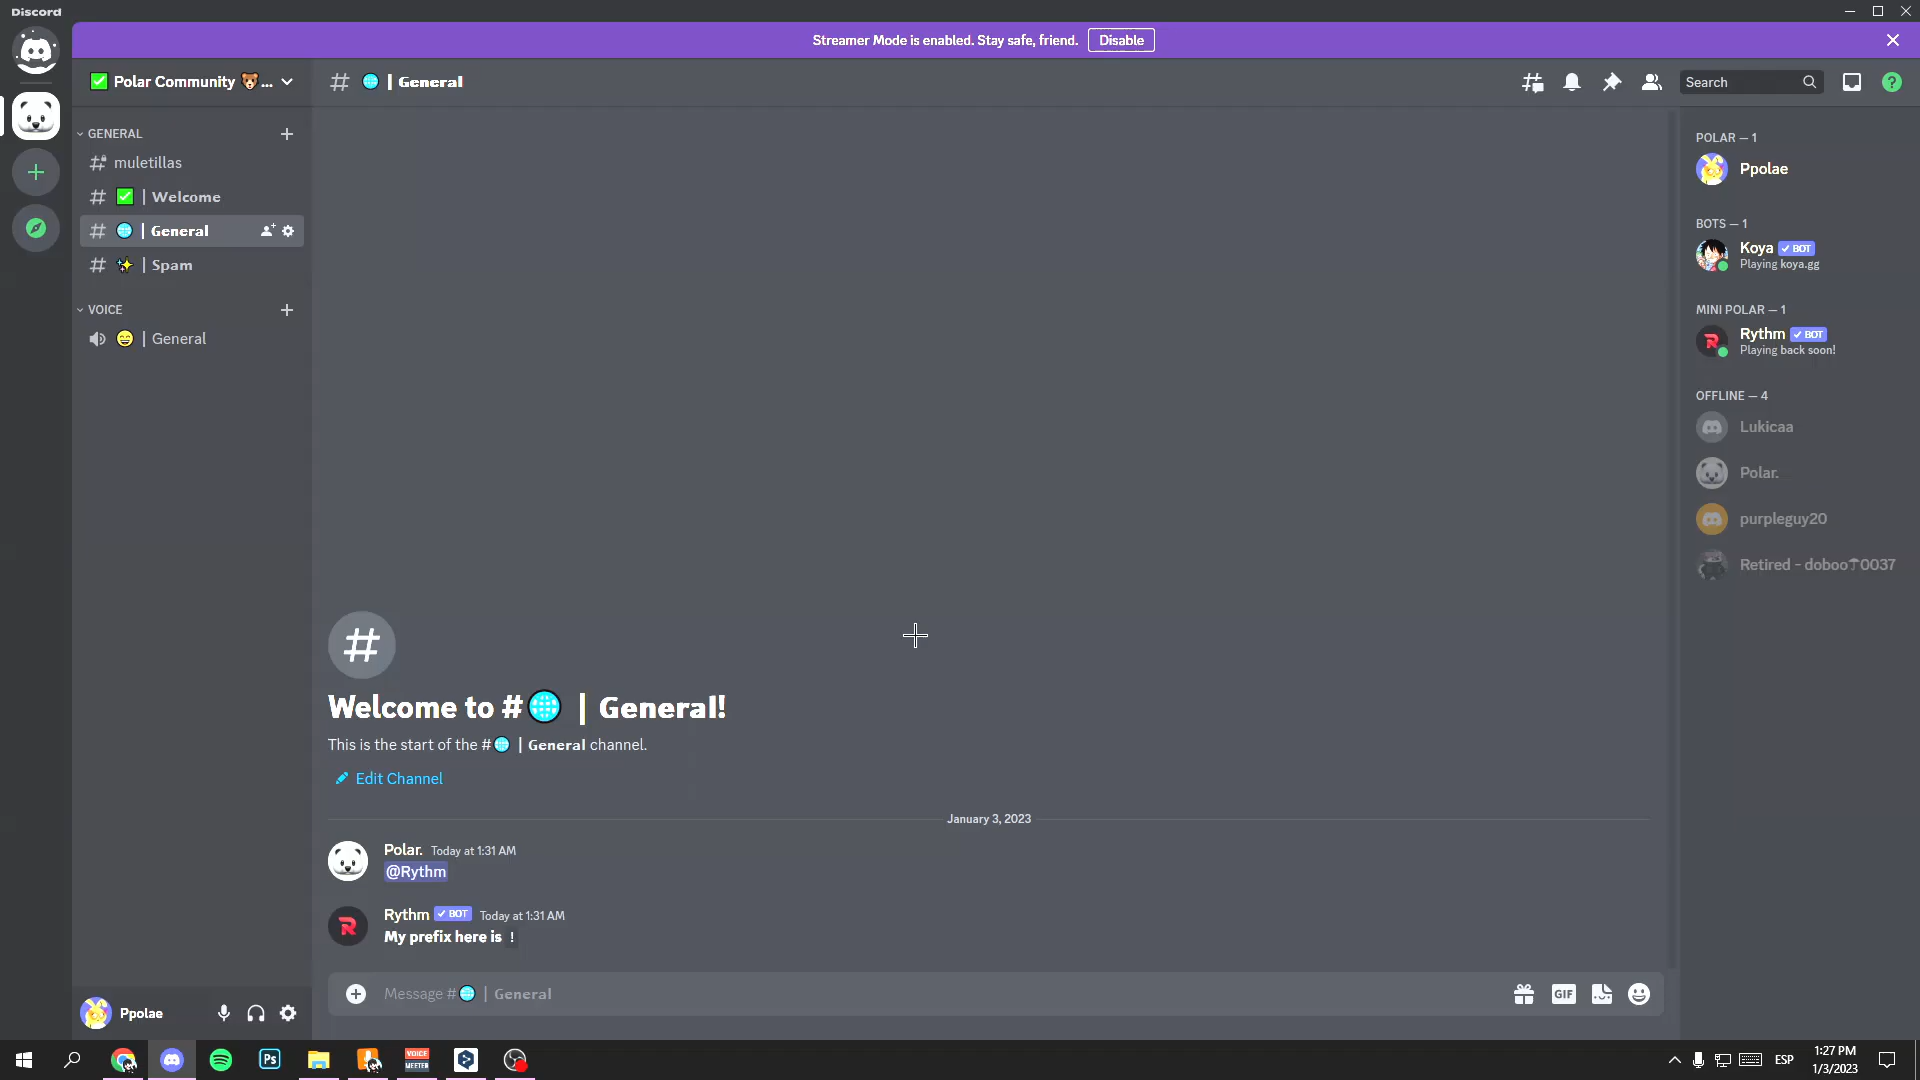 Discord
Streamer Mode is enabled. Stay safe, friend. Disable
✅ Polar Community 🐻...
# 🌐 | General
Search
GENERAL
muletillas
✅ | Welcome
🌐 | General
✨ | Spam
VOICE
😄 | General
Welcome to #🌐 | General!
This is the start of the #🌐 | General channel.
Edit Channel
January 3, 2023
Polar. Today at 1:31 AM
@Rythm
Rythm ✓ BOT Today at 1:31 AM
My prefix here is !
Message #🌐 | General
GIF
POLAR — 1
Ppolae
BOTS — 1
Koya ✓ BOT
Playing koya.gg
MINI POLAR — 1
Rythm ✓ BOT
Playing back soon!
OFFLINE — 4
Lukicaa
Polar.
purpleguy20
Retired - doboo☂0037
Ppolae
Ps
VOICE
MEETER
ESP
1:27 PM
1/3/2023